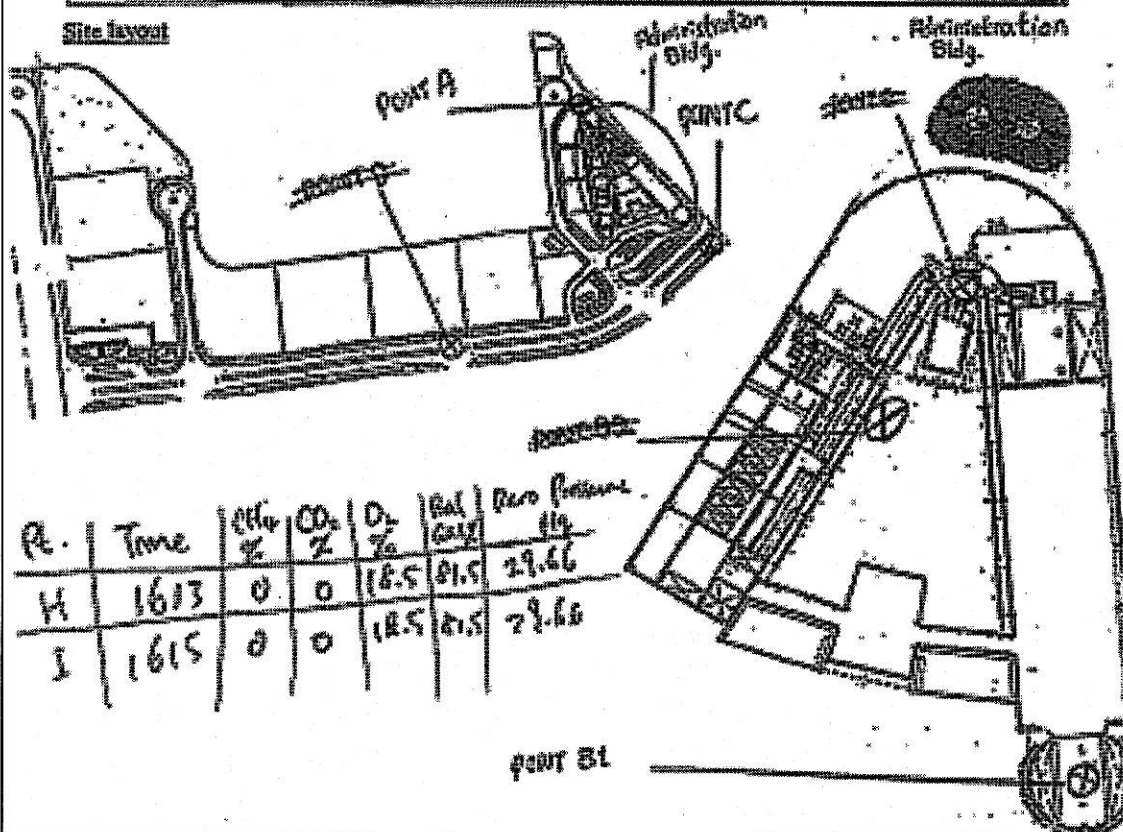 Site layout
Administration
Bldg.
Administration
Bldg.
POINT A
POINT C
POINT B1
Pt. | Time | CH4 % | CO2 % | O2 % | Bal Gas% | Baro Pressure
H | 1613 | 0 | 0 | 18.5 | 81.5 | 29.66
I | 1615 | 0 | 0 | 18.5 | 81.5 | 29.66